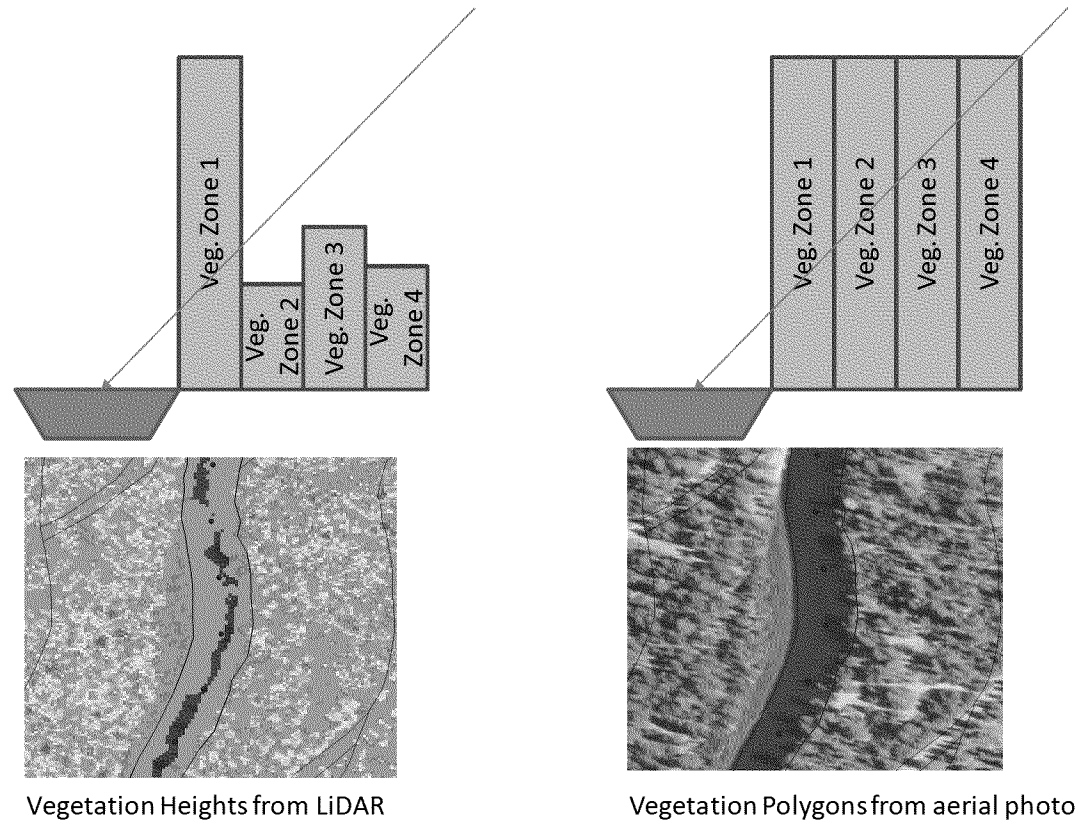 Veg. Zone 1
Veg.
Zone 2
Veg. Zone 3
Veg.
Zone 4
Veg. Zone 1
Veg. Zone 2
Veg. Zone 3
Veg. Zone 4
Vegetation Heights from LiDAR
Vegetation Polygons from aerial photo